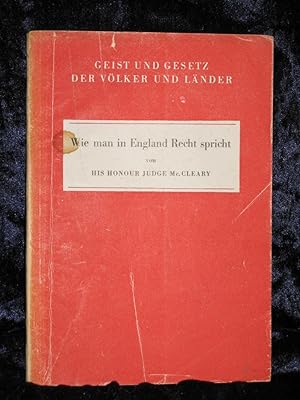 GEIST UND GESETZ
DER VÖLKER UND LÄNDER
Wie man in England Recht spricht
VON
HIS HONOUR JUDGE Mc. CLEARY